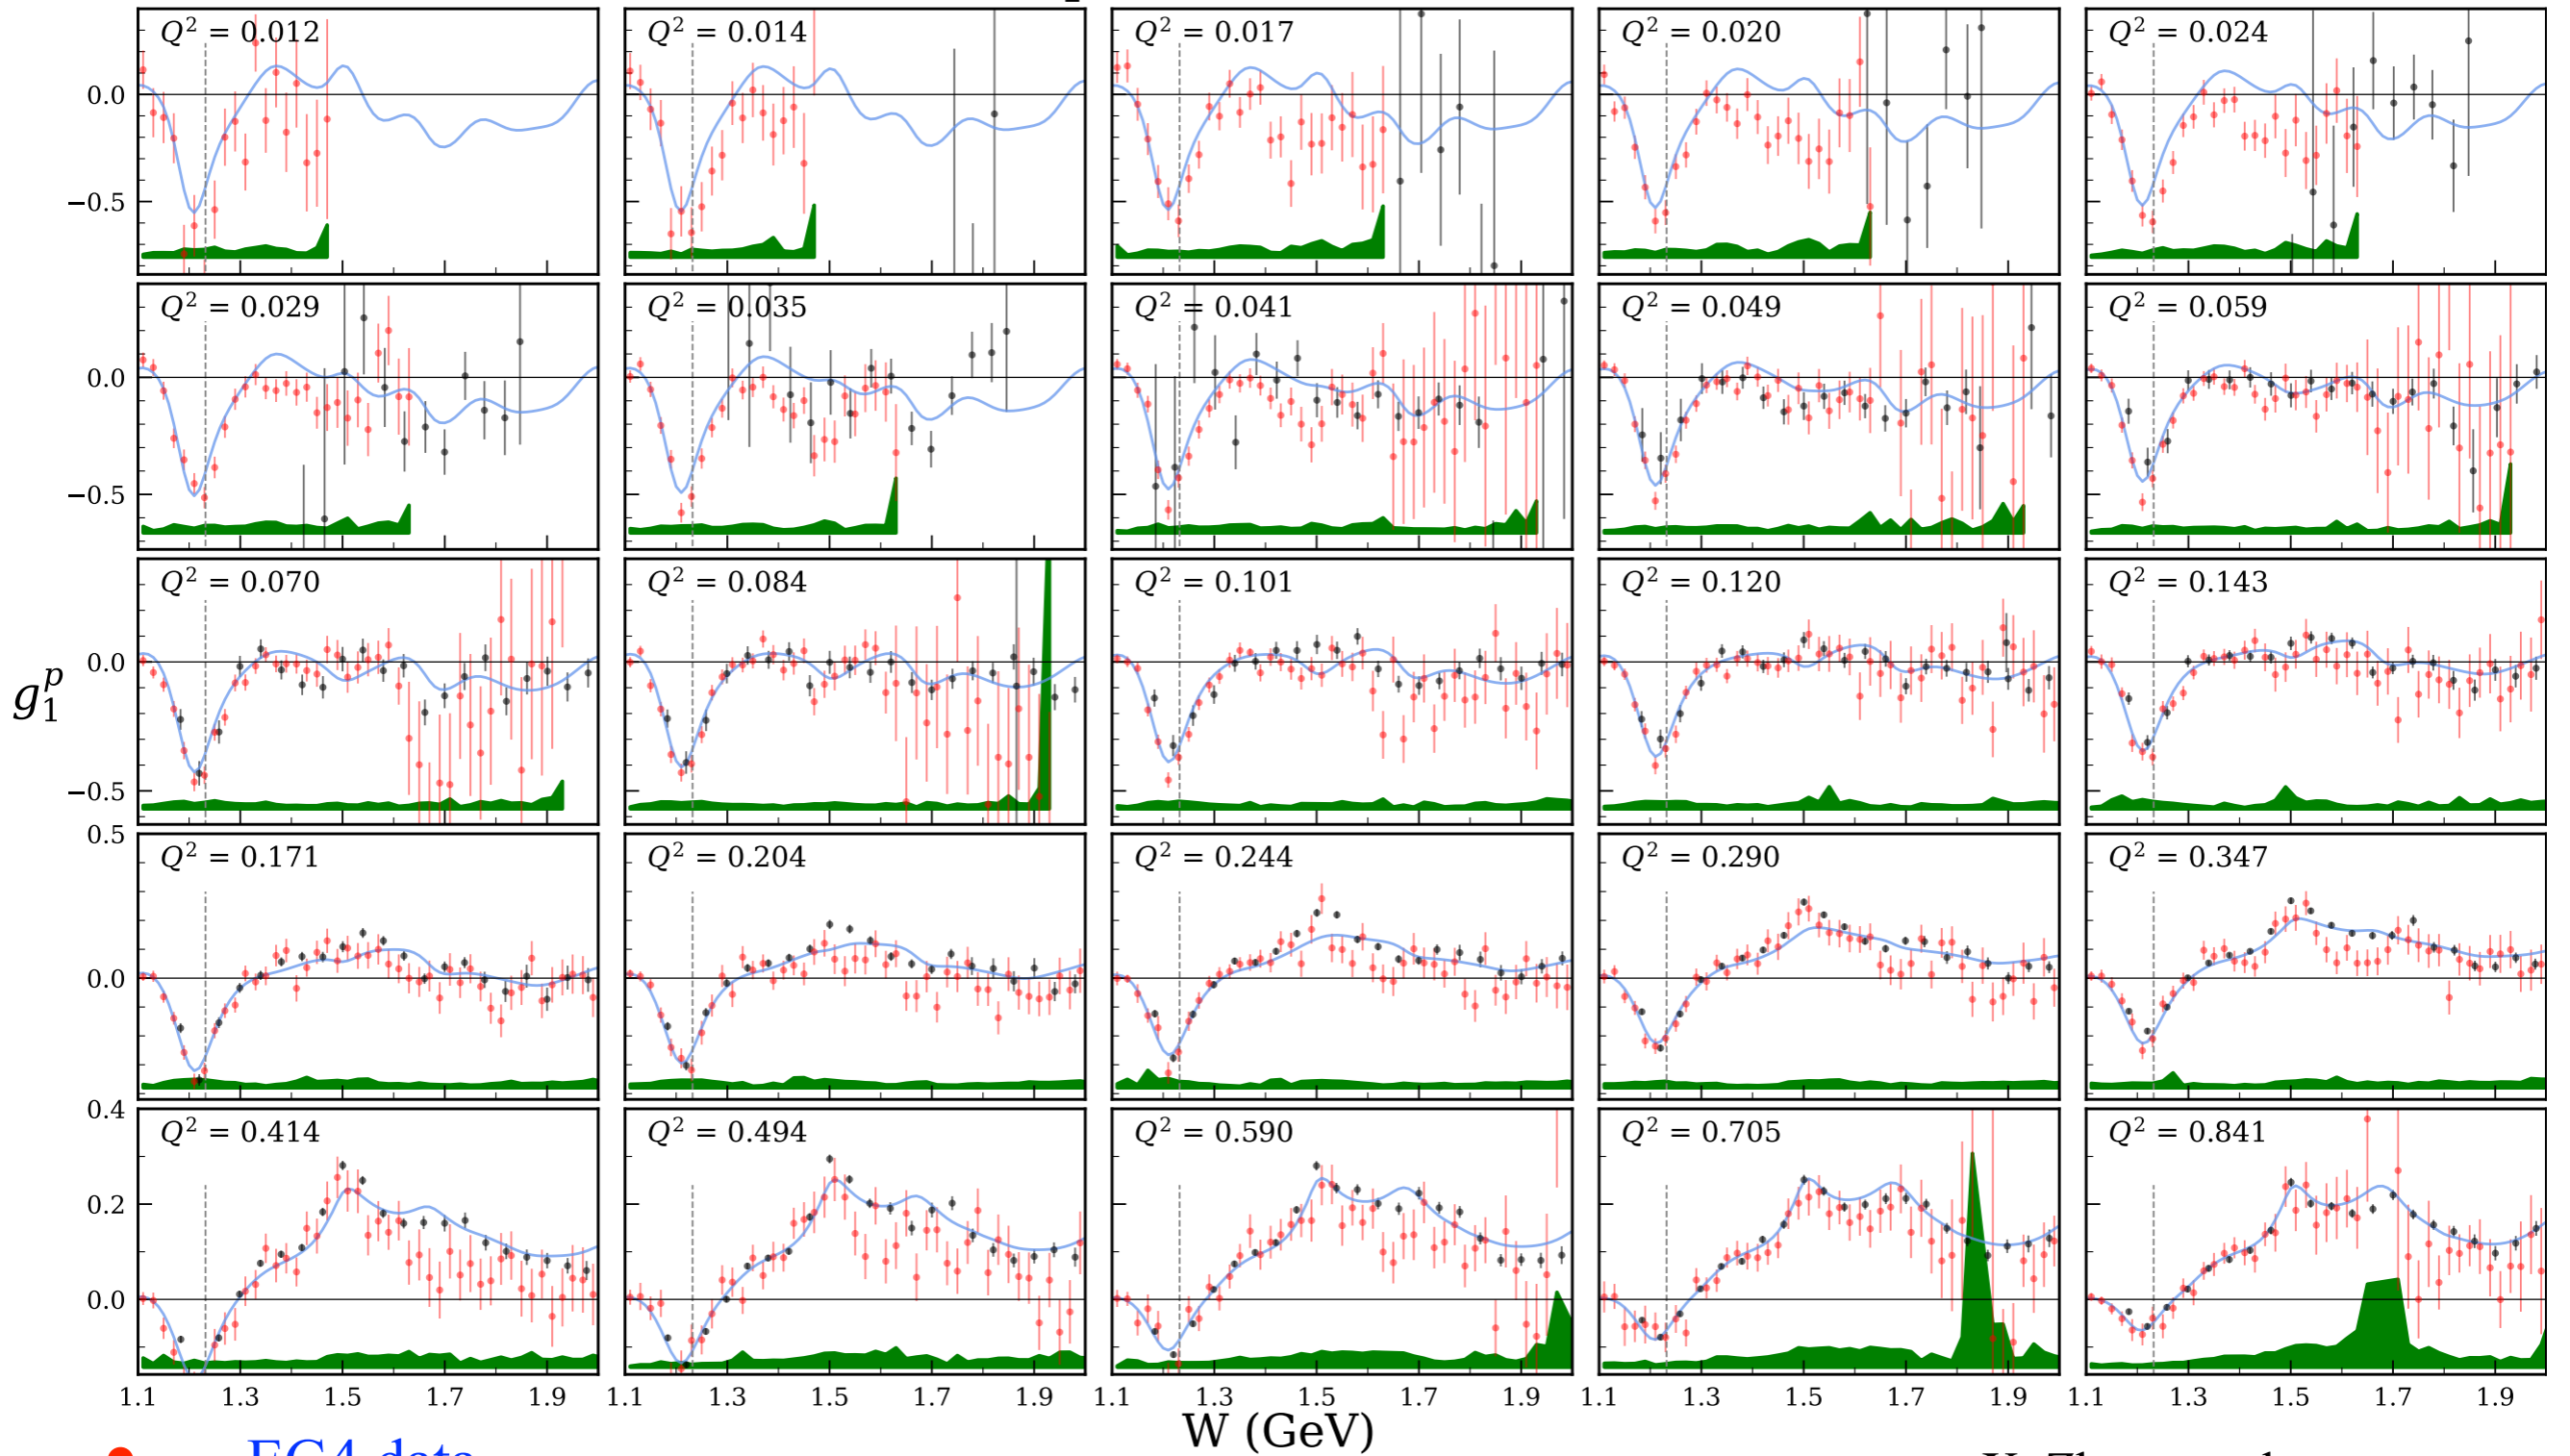 Q² = 0.012 Q² = 0.014 Q² = 0.017 Q² = 0.020 Q² = 0.024
0.0
−0.5
Q² = 0.029 Q² = 0.035 Q² = 0.041 Q² = 0.049 Q² = 0.059
0.0
−0.5
Q² = 0.070 Q² = 0.084 Q² = 0.101 Q² = 0.120 Q² = 0.143
0.0
g₁ᵖ
−0.5
0.5
Q² = 0.171 Q² = 0.204 Q² = 0.244 Q² = 0.290 Q² = 0.347
0.0
0.4
Q² = 0.414 Q² = 0.494 Q² = 0.590 Q² = 0.705 Q² = 0.841
0.2
0.0
1.1 1.3 1.5 1.7 1.9 1.1 1.3 1.5 1.7 1.9 1.1 1.3 1.5 1.7 1.9 1.1 1.3 1.5 1.7 1.9 1.1 1.3 1.5 1.7 1.9
W (GeV)
EG4 data